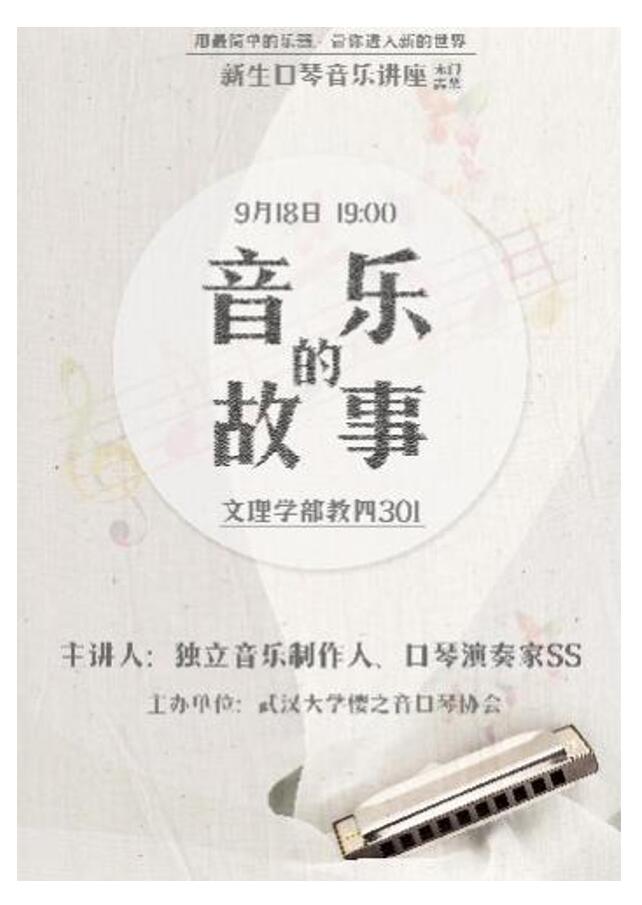 用最简单的乐器，带你进入新的世界
新生口琴音乐讲座
9月18日 19:00
音乐
的
故事
文理学部教四301
主讲人：独立音乐制作人、口琴演奏家SS
主办单位：武汉大学樱之音口琴协会